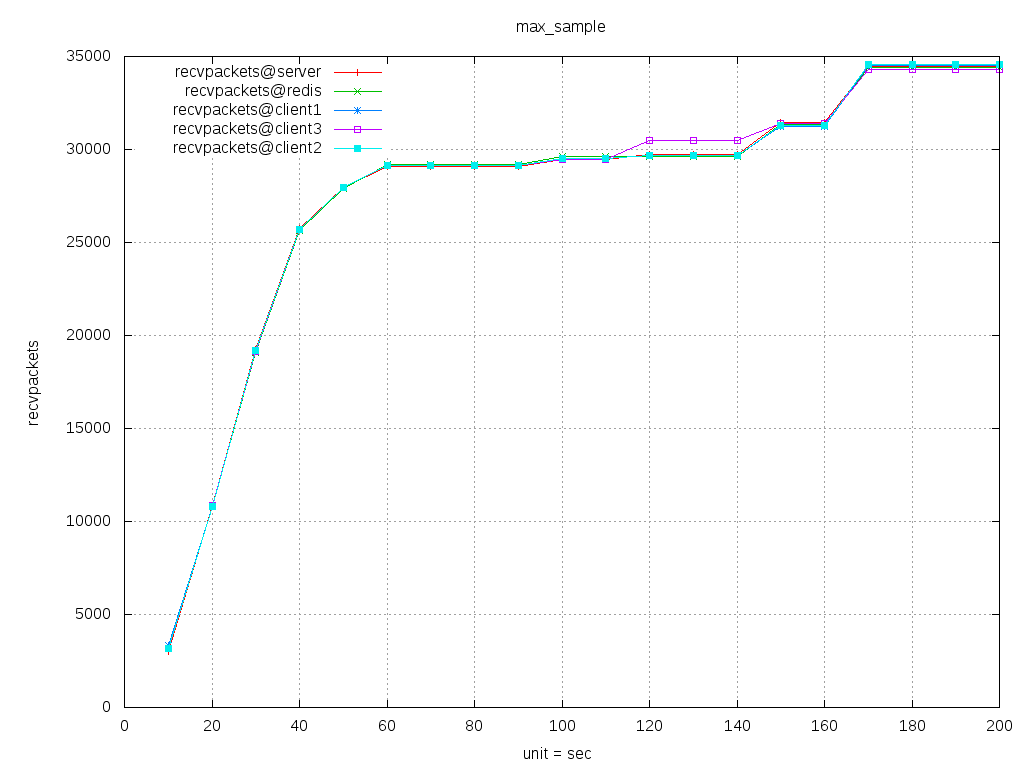 max_sample
35000
30000
25000
20000
15000
10000
5000
0
recvpackets
recvpackets@server
recvpackets@redis
recvpackets@client1
recvpackets@client3
recvpackets@client2
0 20 40 60 80 100 120 140 160 180 200
unit = sec